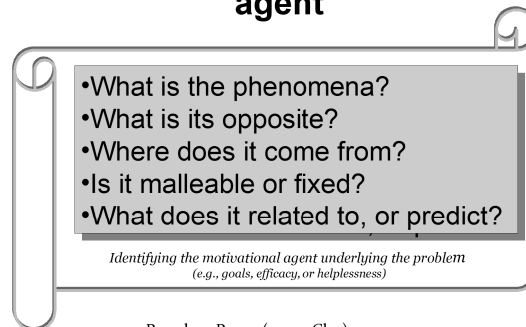 agent
•What is the phenomena?
•What is its opposite?
•Where does it come from?
•Is it malleable or fixed?
•What does it related to, or predict?
Identifying the motivational agent underlying the problem
(e.g., goals, efficacy, or helplessness)